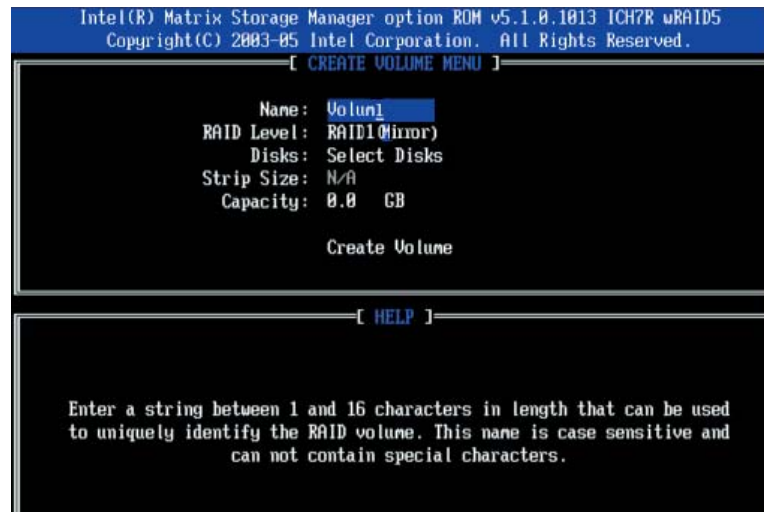 Intel(R) Matrix Storage Manager option ROM v5.1.0.1013 ICH7R wRAID5
Copyright(C) 2003-05 Intel Corporation. All Rights Reserved.
[ CREATE VOLUME MENU ]
Name: Volum1
RAID Level: RAID1(Mirror)
Disks: Select Disks
Strip Size: N/A
Capacity: 0.0 GB
Create Volume
[ HELP ]
Enter a string between 1 and 16 characters in length that can be used
to uniquely identify the RAID volume. This name is case sensitive and
can not contain special characters.